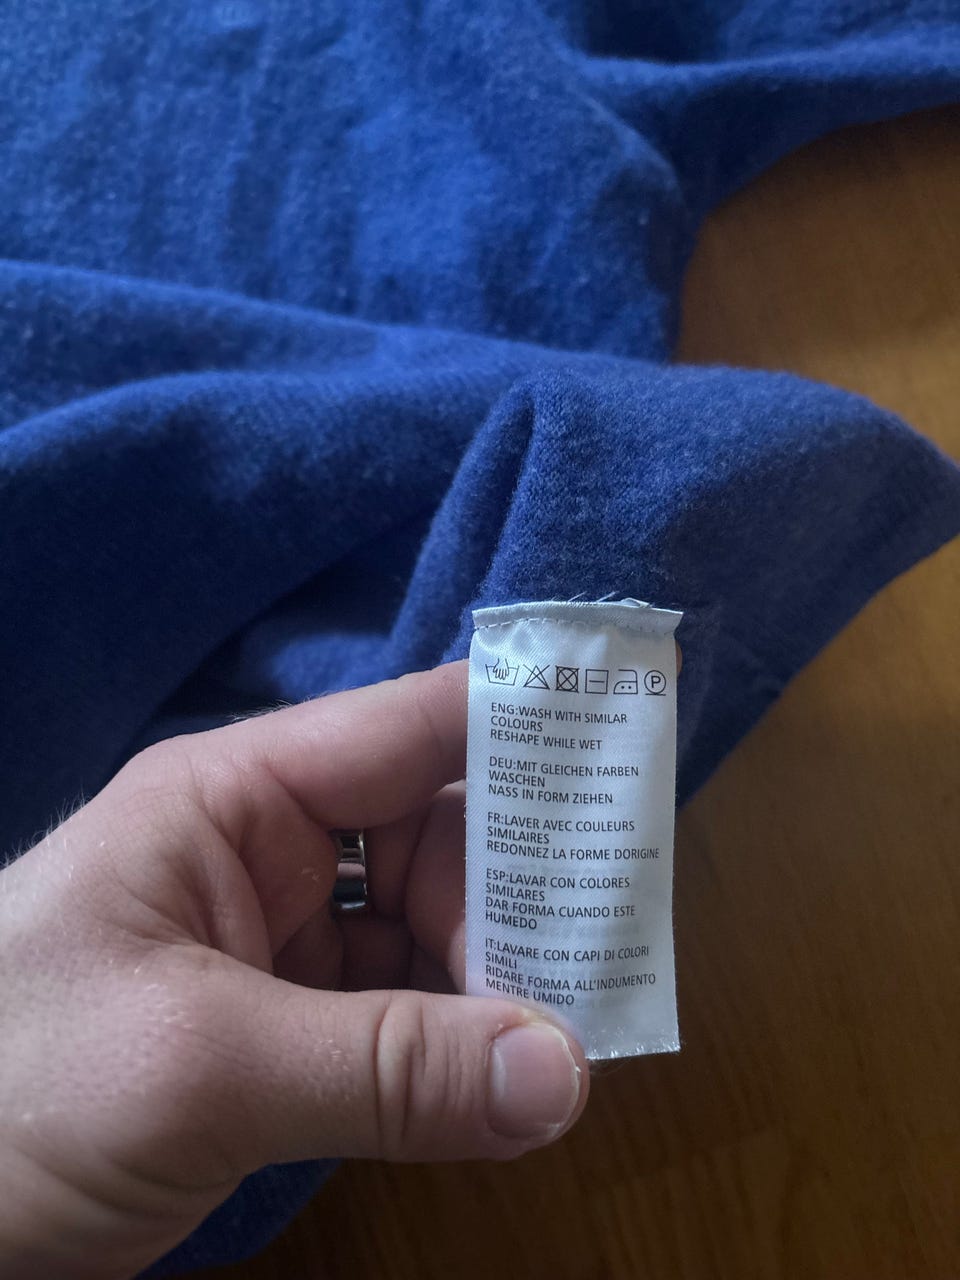 P
ENG:WASH WITH SIMILAR
COLOURS
RESHAPE WHILE WET
DEU:MIT GLEICHEN FARBEN
WASCHEN
NASS IN FORM ZIEHEN
FR:LAVER AVEC COULEURS
SIMILAIRES
REDONNEZ LA FORME DORIGINE
ESP:LAVAR CON COLORES
SIMILARES
DAR FORMA CUANDO ESTE
HUMEDO
IT:LAVARE CON CAPI DI COLORI
SIMILI
RIDARE FORMA ALL'INDUMENTO
MENTRE UMIDO